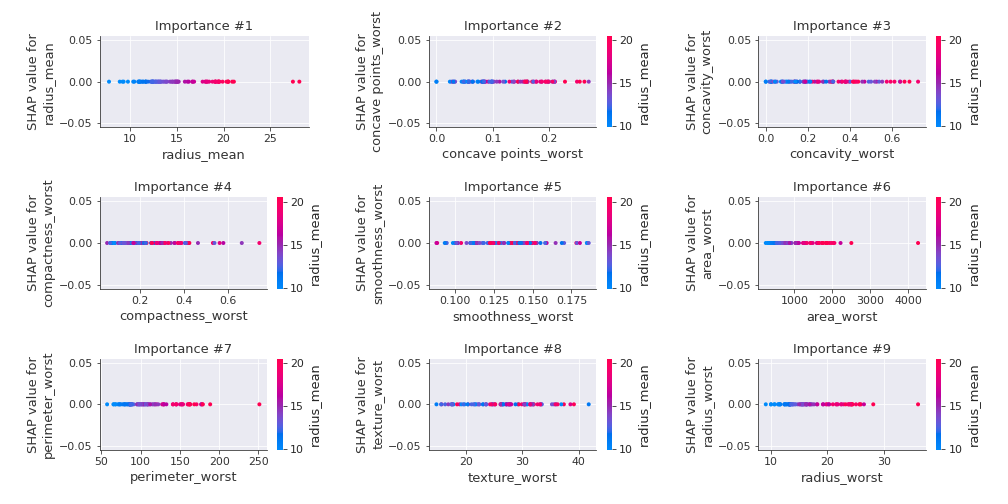 Importance #1
SHAP value for
radius_mean
0.05
0.00
−0.05
10 15 20 25
radius_mean
Importance #2
SHAP value for
concave points_worst
0.05
0.00
−0.05
0.0 0.1 0.2
concave points_worst
20
15
10
radius_mean
Importance #3
SHAP value for
concavity_worst
0.05
0.00
−0.05
0.0 0.2 0.4 0.6
concavity_worst
20
15
10
radius_mean
Importance #4
SHAP value for
compactness_worst
0.05
0.00
−0.05
0.2 0.4 0.6
compactness_worst
20
15
10
radius_mean
Importance #5
SHAP value for
smoothness_worst
0.05
0.00
−0.05
0.100 0.125 0.150 0.175
smoothness_worst
20
15
10
radius_mean
Importance #6
SHAP value for
area_worst
0.05
0.00
−0.05
1000 2000 3000 4000
area_worst
20
15
10
radius_mean
Importance #7
SHAP value for
perimeter_worst
0.05
0.00
−0.05
50 100 150 200 250
perimeter_worst
20
15
10
radius_mean
Importance #8
SHAP value for
texture_worst
0.05
0.00
−0.05
20 30 40
texture_worst
20
15
10
radius_mean
Importance #9
SHAP value for
radius_worst
0.05
0.00
−0.05
10 20 30
radius_worst
20
15
10
radius_mean